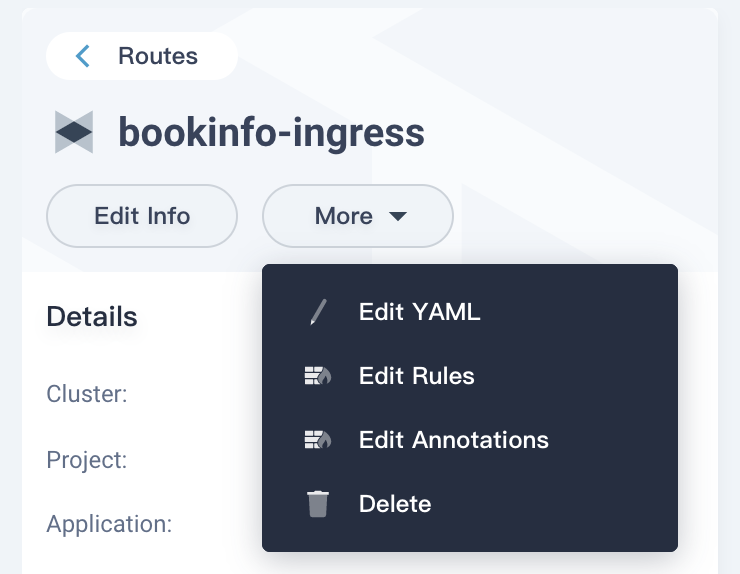 Routes
bookinfo-ingress
Edit Info
More
Edit YAML
Edit Rules
Edit Annotations
Delete
Details
Cluster:
Project:
Application: